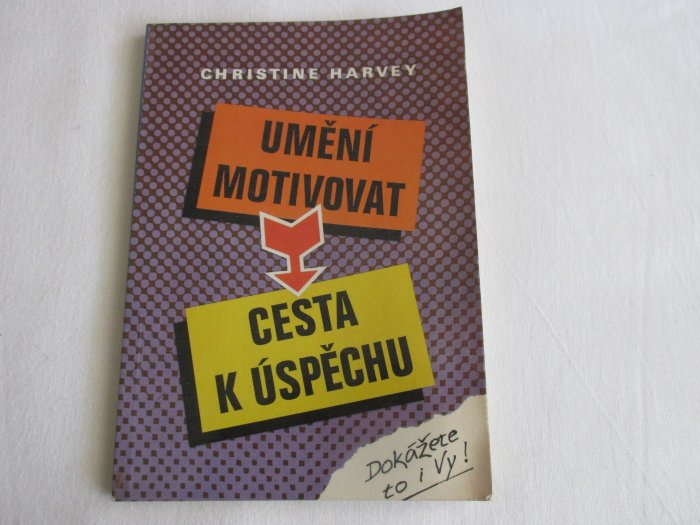 CHRISTINE HARVEY
UMĚNÍ
MOTIVOVAT
CESTA
K ÚSPĚCHU
Dokážete
to i Vy!